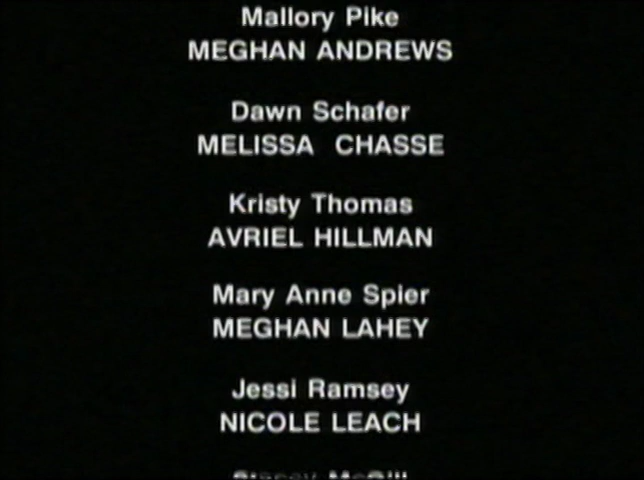 Mallory Pike
MEGHAN ANDREWS
Dawn Schafer
MELISSA CHASSE
Kristy Thomas
AVRIEL HILLMAN
Mary Anne Spier
MEGHAN LAHEY
Jessi Ramsey
NICOLE LEACH